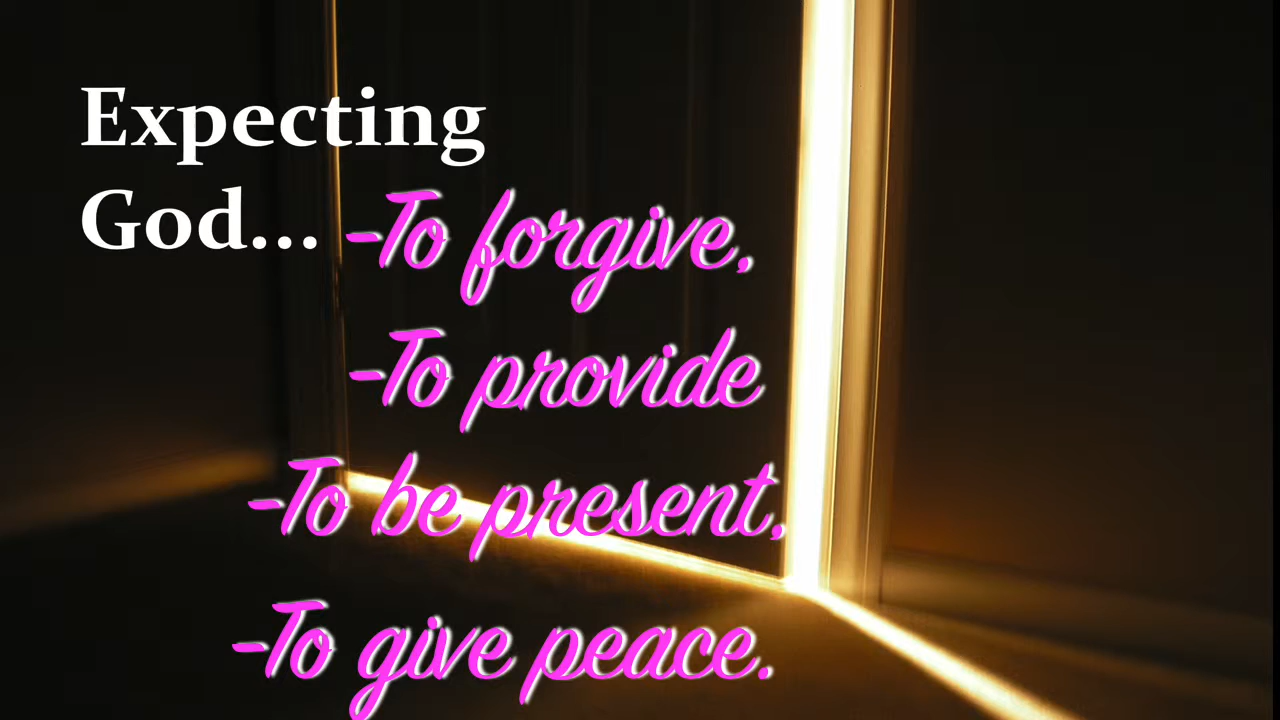 Expecting
God... -To forgive,
-To provide
-To be present,
-To give peace.